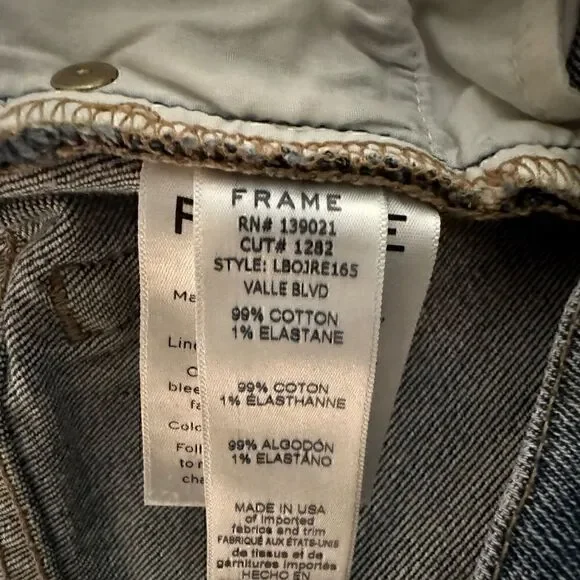 FRAME
RN# 139021
CUT# 1282
STYLE: LBOJRE165
VALLE BLVD
99% COTTON
1% ELASTANE
99% COTON
1% ÉLASTHANNE
99% ALGODÓN
1% ELASTANO
MADE IN USA
of imported
fabrics and trim
FABRIQUÉ AUX ÉTATS-UNIS
de tissus et de
garnitures importés
HECHO EN